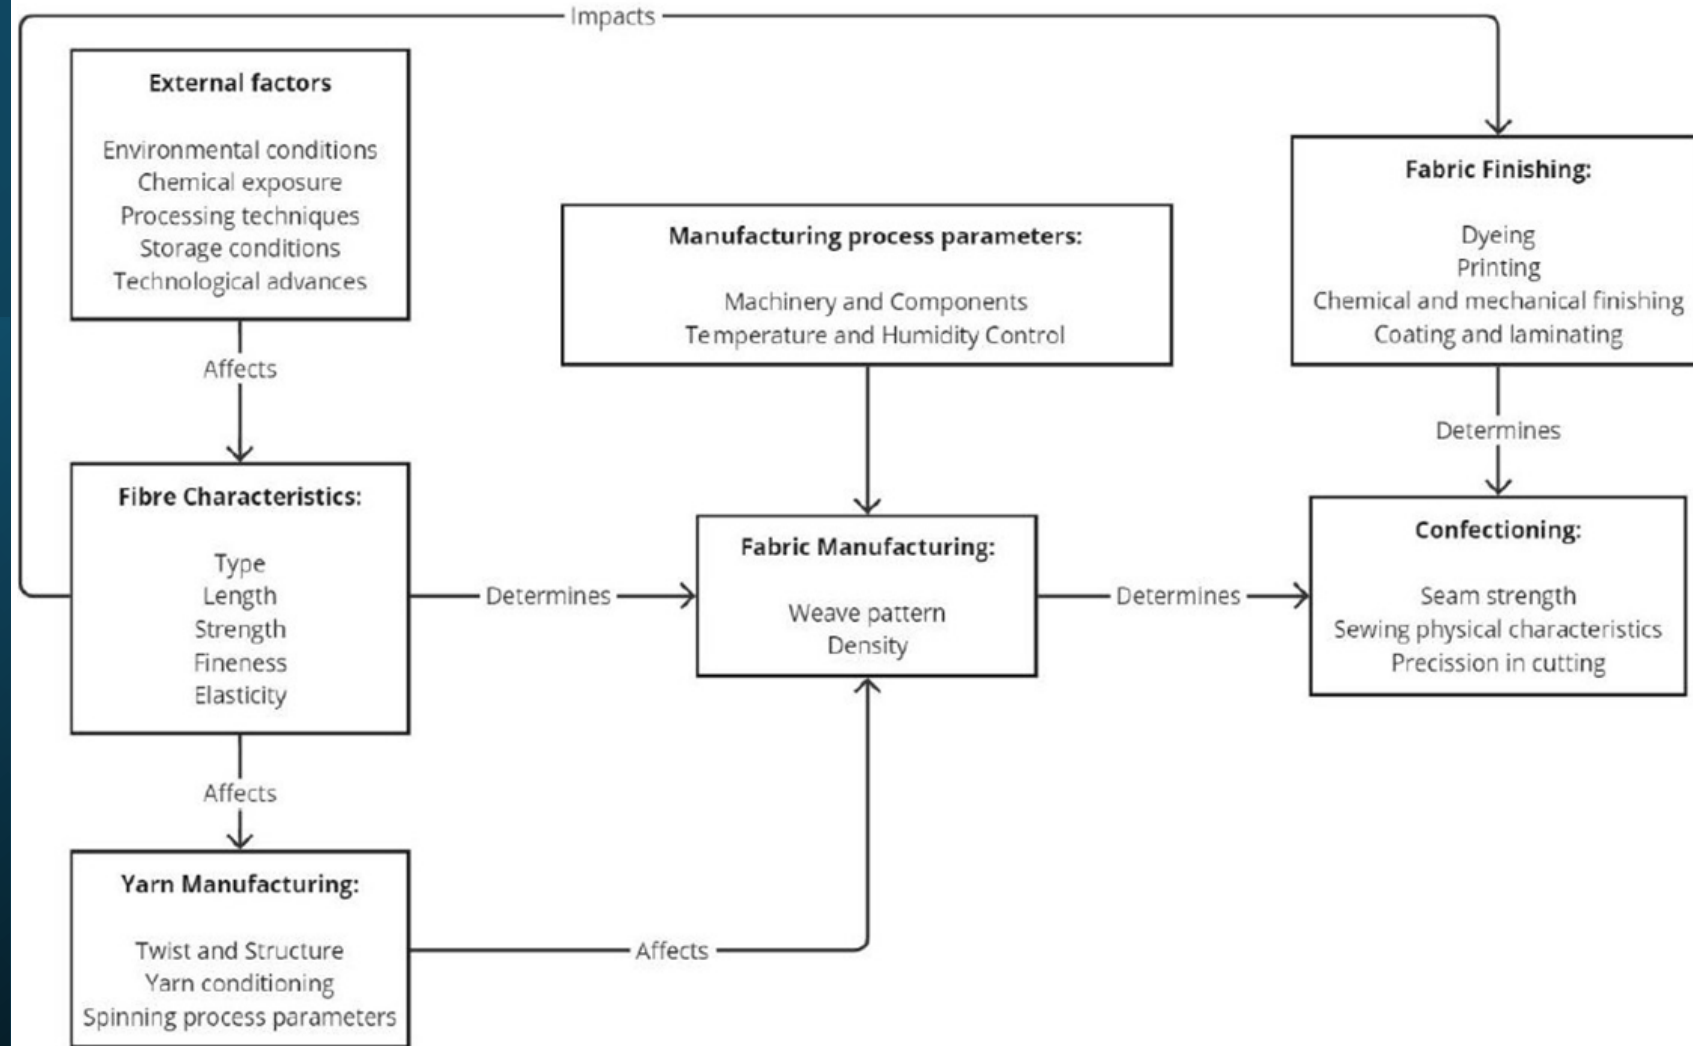 Impacts
External factors
Environmental conditions
Chemical exposure
Processing techniques
Storage conditions
Technological advances
Affects
Fibre Characteristics:
Type
Length
Strength
Fineness
Elasticity
Affects
Yarn Manufacturing:
Twist and Structure
Yarn conditioning
Spinning process parameters
Determines
Affects
Manufacturing process parameters:
Machinery and Components
Temperature and Humidity Control
Fabric Manufacturing:
Weave pattern
Density
Determines
Fabric Finishing:
Dyeing
Printing
Chemical and mechanical finishing
Coating and laminating
Determines
Confectioning:
Seam strength
Sewing physical characteristics
Precission in cutting